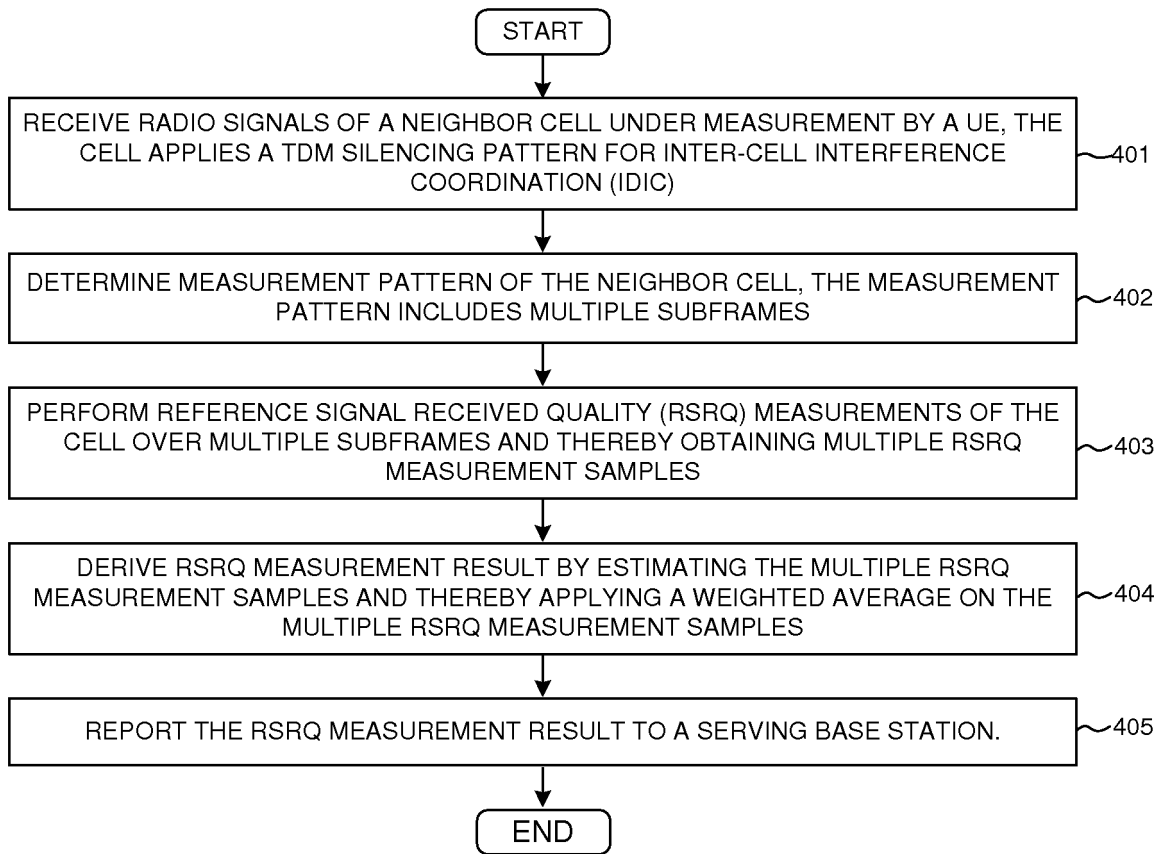 START
RECEIVE RADIO SIGNALS OF A NEIGHBOR CELL UNDER MEASUREMENT BY A UE, THE
CELL APPLIES A TDM SILENCING PATTERN FOR INTER-CELL INTERFERENCE
COORDINATION (IDIC)
401
DETERMINE MEASUREMENT PATTERN OF THE NEIGHBOR CELL, THE MEASUREMENT
PATTERN INCLUDES MULTIPLE SUBFRAMES
402
PERFORM REFERENCE SIGNAL RECEIVED QUALITY (RSRQ) MEASUREMENTS OF THE
CELL OVER MULTIPLE SUBFRAMES AND THEREBY OBTAINING MULTIPLE RSRQ
MEASUREMENT SAMPLES
403
DERIVE RSRQ MEASUREMENT RESULT BY ESTIMATING THE MULTIPLE RSRQ
MEASUREMENT SAMPLES AND THEREBY APPLYING A WEIGHTED AVERAGE ON THE
MULTIPLE RSRQ MEASUREMENT SAMPLES
404
REPORT THE RSRQ MEASUREMENT RESULT TO A SERVING BASE STATION.
405
END